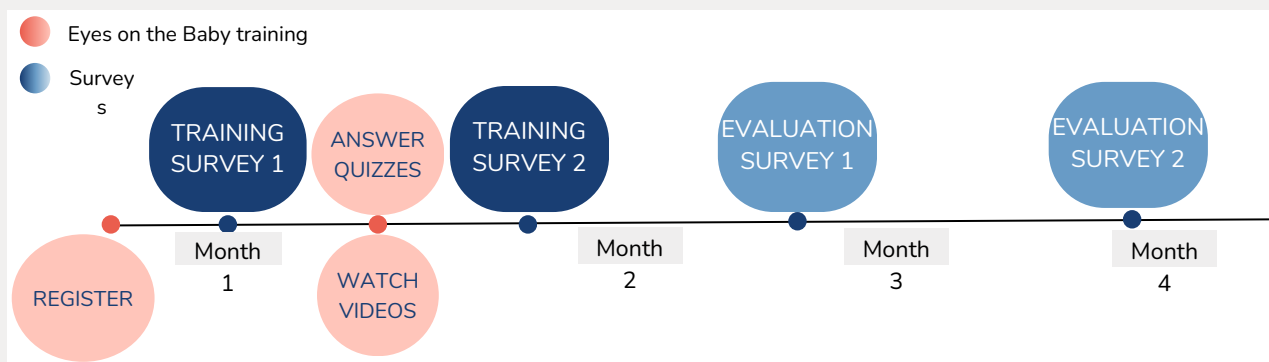 Eyes on the Baby training
Survey
s
TRAINING
SURVEY 1
ANSWER
QUIZZES
TRAINING
SURVEY 2
EVALUATION
SURVEY 1
EVALUATION
SURVEY 2
Month
1
Month
2
Month
3
Month
4
REGISTER
WATCH
VIDEOS